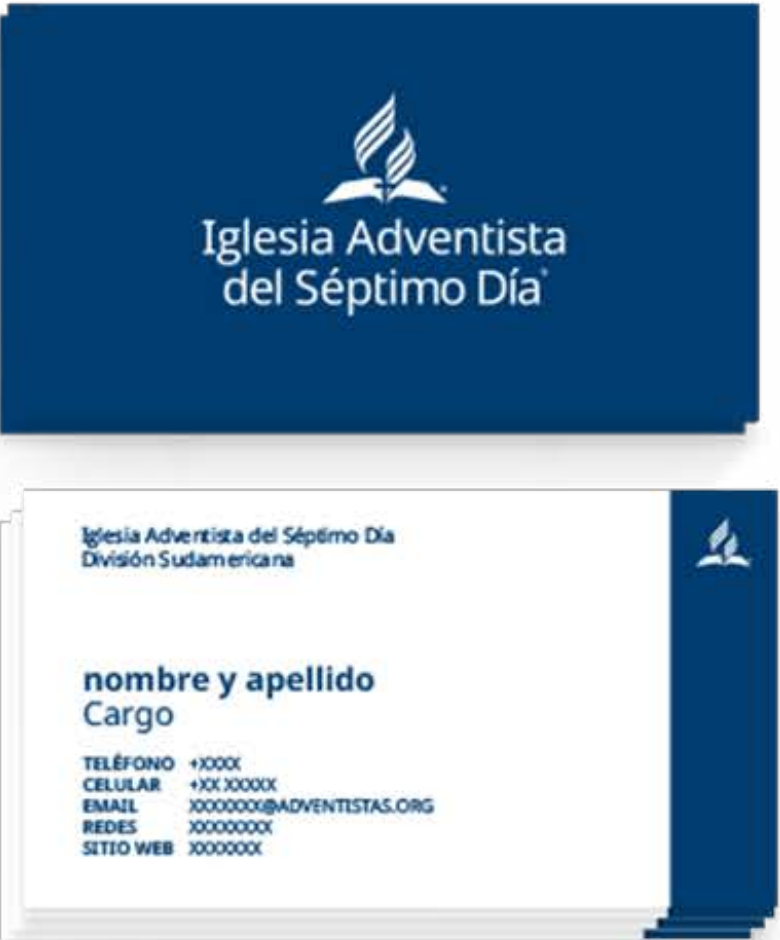 Iglesia Adventista
del Séptimo Día®
Iglesia Adventista del Séptimo Día
División Sudamericana
nombre y apellido
Cargo
TELÉFONO +XXXX
CELULAR +XX XXXXX
EMAIL XXXXXXX@ADVENTISTAS.ORG
REDES XXXXXXXX
SITIO WEB XXXXXXX